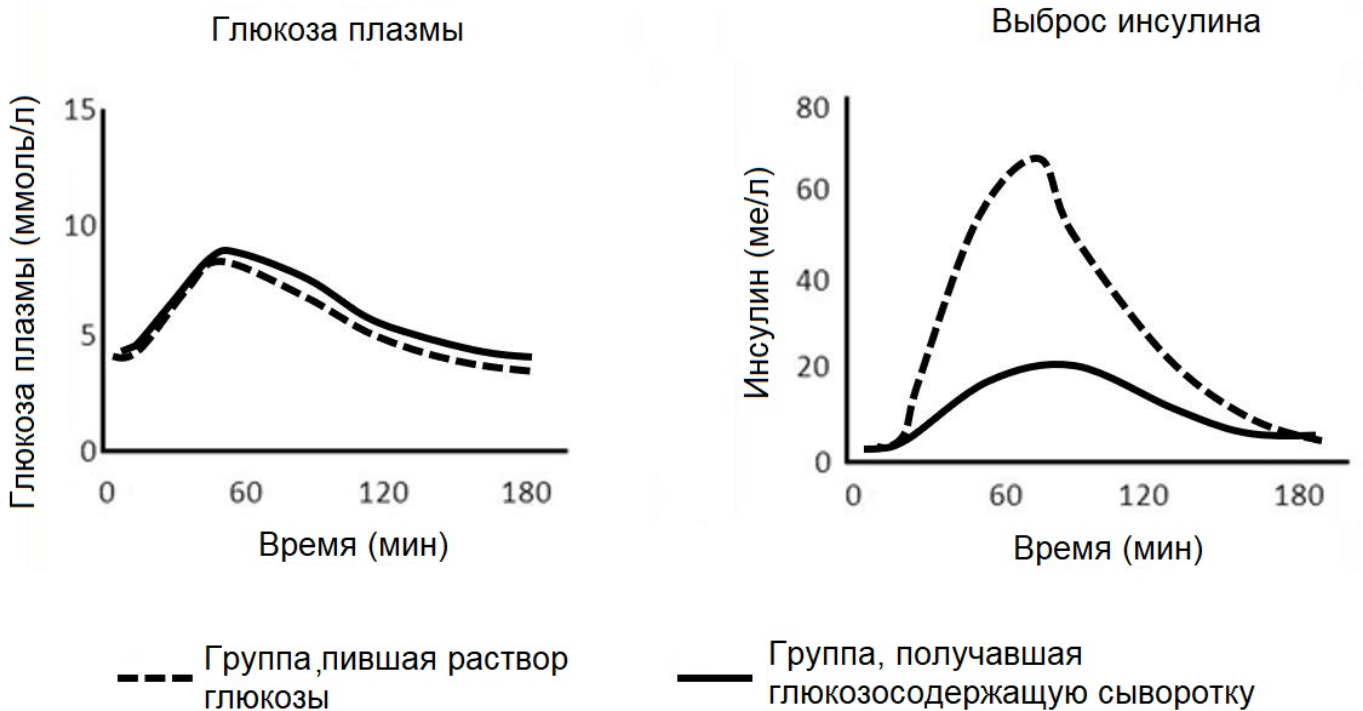 Глюкоза плазмы
Глюкоза плазмы (ммоль/л)
15
10
5
0
0 60 120 180
Время (мин)
Выброс инсулина
Инсулин (ме/л)
80
60
40
20
0
0 60 120 180
Время (мин)
Группа,пившая раствор
глюкозы
Группа, получавшая
глюкозосодержащую сыворотку